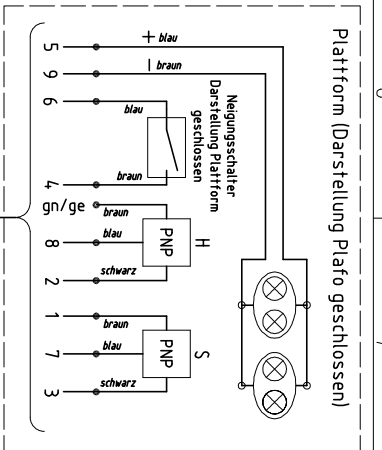 Plattform (Darstellung Plafo geschlossen)
5
+ blau
9
– braun
6
blau
Neigungsschalter
Darstellung Plattform
geschlossen
4
braun
gn/ge
braun
H
8
blau
PNP
2
schwarz
1
braun
S
7
blau
PNP
3
schwarz